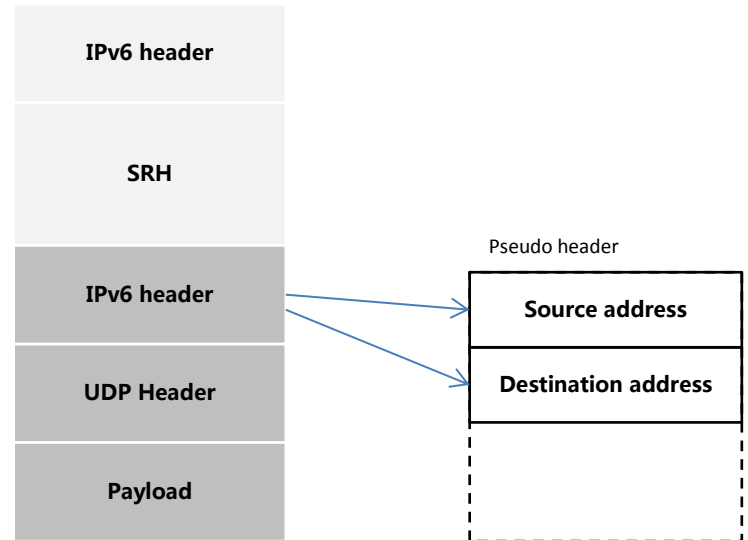 IPv6 header
SRH
IPv6 header
UDP Header
Payload
Pseudo header
Source address
Destination address